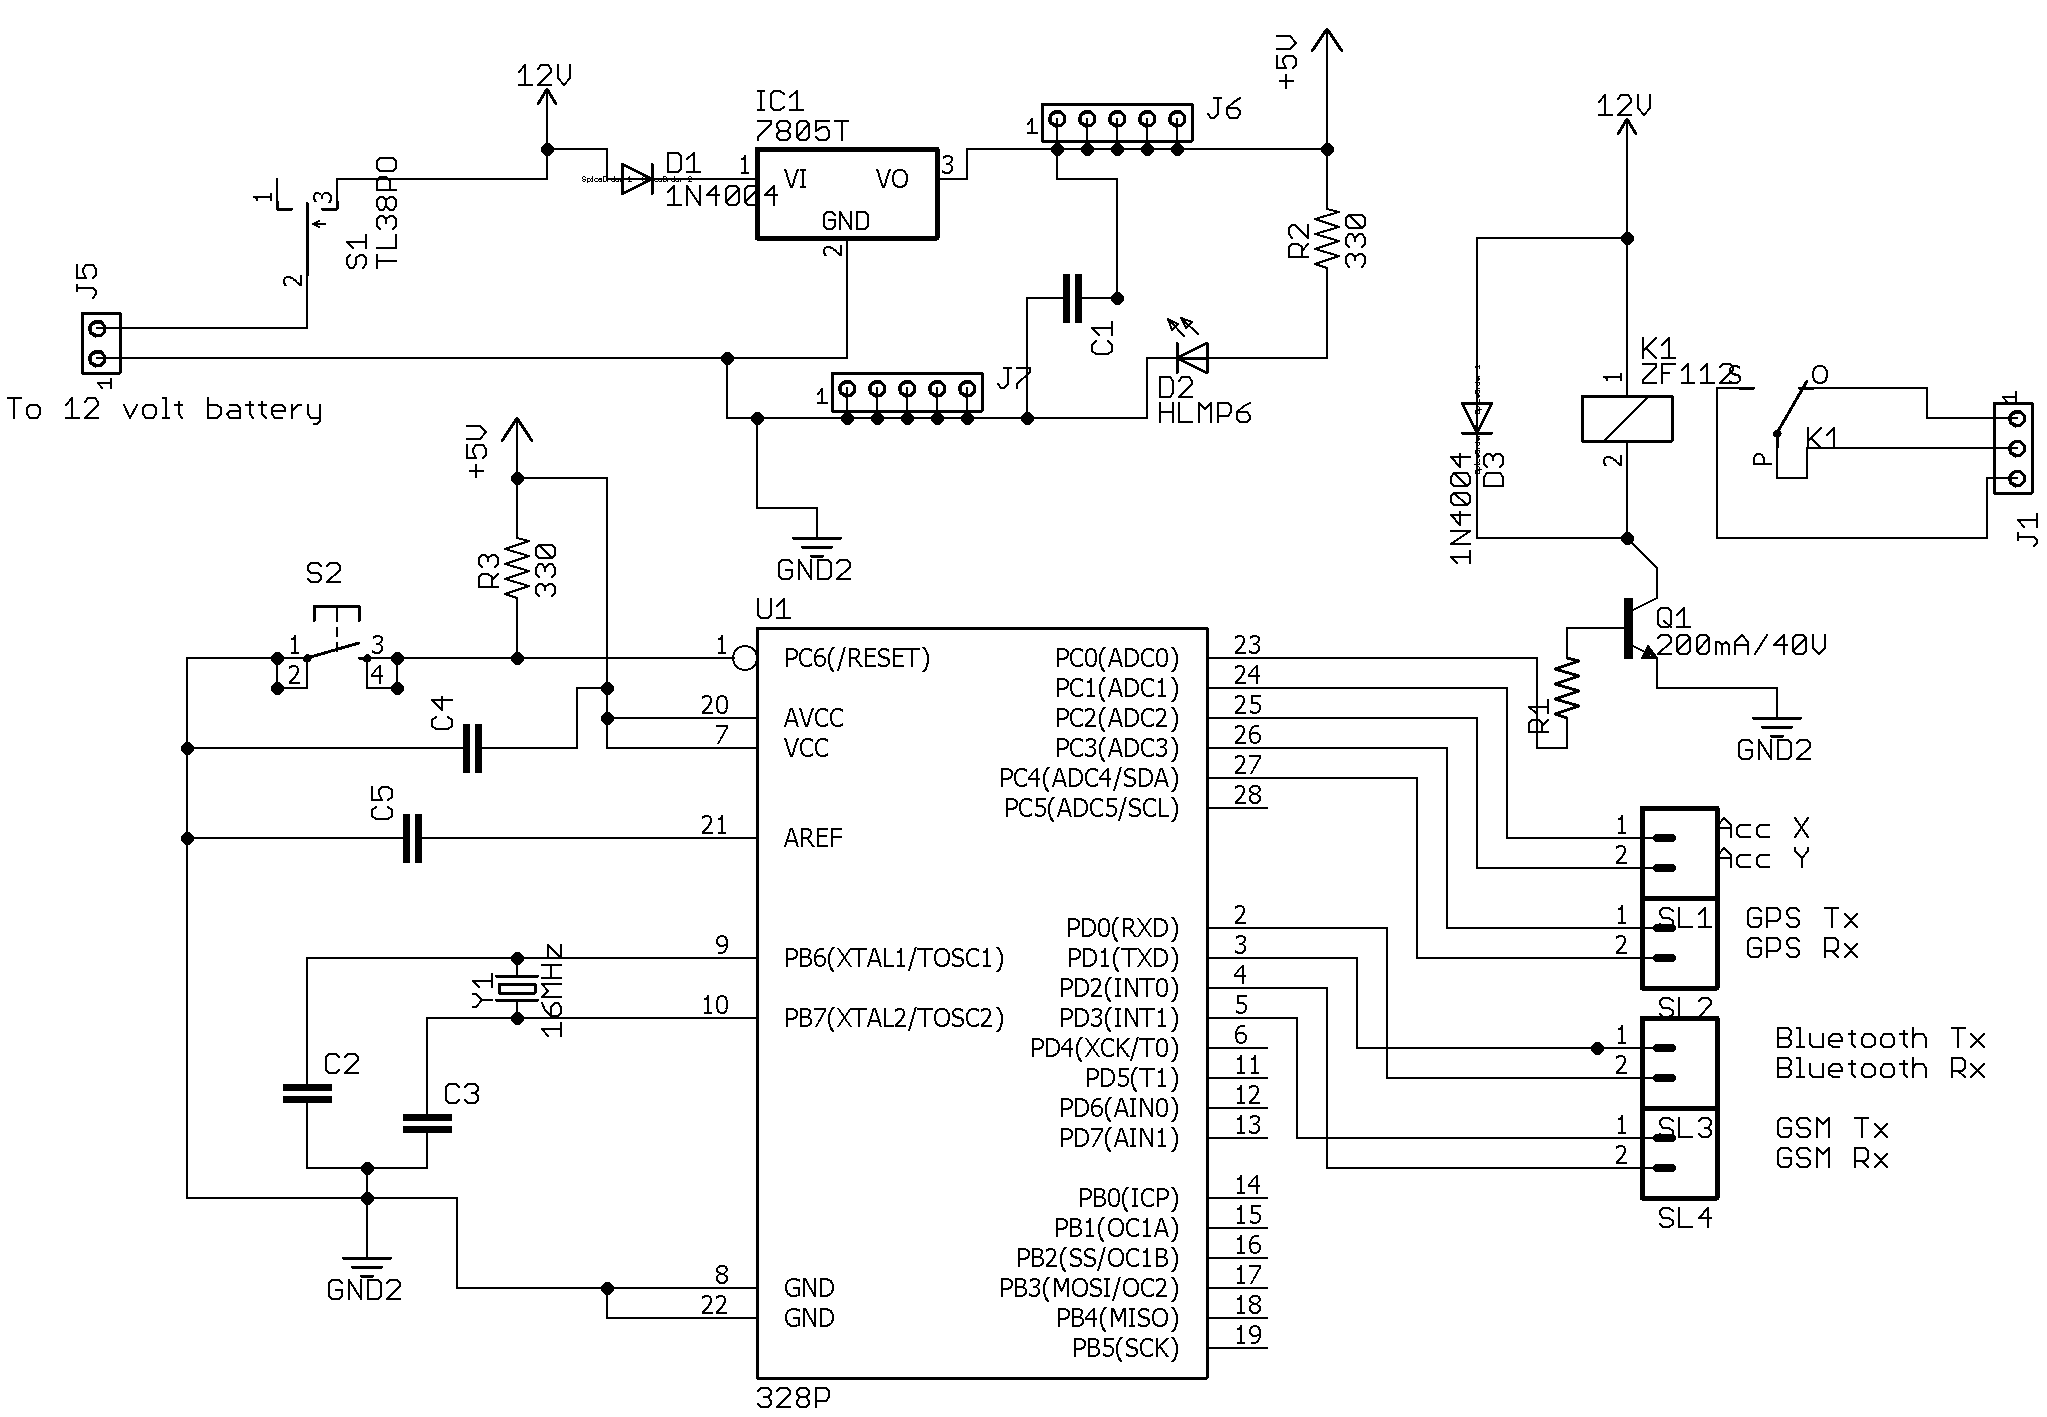 12V
IC1
7805T
+5V
1
J6
12V
1
3
S1
TL38P0
2
D1
1N4004
1
VI
VO
3
GND
2
R2
330
J5
1
To 12 volt battery
C1
J7
1
D2
HLMP6
K1
ZF112
1
2
1N4004
D3
S
O
P
K1
1
J1
+5V
R3
330
GND2
S2
1
3
2
4
U1
Q1
200mA/40V
R1
GND2
1
PC6(/RESET)
PC0(ADC0)
23
PC1(ADC1)
24
C4
20
AVCC
PC2(ADC2)
25
7
VCC
PC3(ADC3)
26
PC4(ADC4/SDA)
27
PC5(ADC5/SCL)
28
C5
21
AREF
1
Acc X
2
Acc Y
SL1
PD0(RXD)
2
1
GPS Tx
9
PB6(XTAL1/TOSC1)
PD1(TXD)
3
2
GPS Rx
SL2
Y1
16MHz
PD2(INT0)
4
10
PB7(XTAL2/TOSC2)
PD3(INT1)
5
PD4(XCK/T0)
6
1
Bluetooth Tx
C2
PD5(T1)
11
2
Bluetooth Rx
SL3
C3
PD6(AIN0)
12
PD7(AIN1)
13
1
GSM Tx
2
GSM Rx
SL4
PB0(ICP)
14
PB1(OC1A)
15
PB2(SS/OC1B)
16
GND2
8
GND
PB3(MOSI/OC2)
17
22
GND
PB4(MISO)
18
PB5(SCK)
19
328P